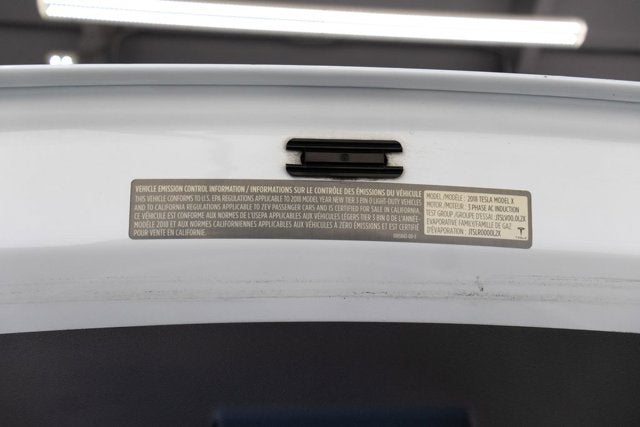 VEHICLE EMISSION CONTROL INFORMATION / INFORMATIONS SUR LE CONTRÔLE DES ÉMISSIONS DU VÉHICULE
THIS VEHICLE CONFORMS TO U.S. EPA REGULATIONS APPLICABLE TO 2018 MODEL YEAR NEW TIER 3 BIN 0 LIGHT-DUTY VEHICLES
AND TO CALIFORNIA REGULATIONS APPLICABLE TO ZEV PASSENGER CARS AND IS CERTIFIED FOR SALE IN CALIFORNIA.
CE VÉHICULE EST CONFORME AUX NORMES DE L'USEPA APPLICABLES AUX VÉHICULES LÉGERS TIER 3 BIN 0 DE L'ANNÉE-
MODÈLE 2018 ET AUX NORMES CALIFORNIENNES APPLICABLES AUX VÉHICULES À ZÉRO ÉMISSIONS ET EST CERTIFIÉ
POUR VENTE EN CALIFORNIE.
MODEL/MODÈLE : 2018 TESLA MODEL X
MOTOR/MOTEUR : 3 PHASE AC INDUCTION
TEST GROUP/GROUPE D'ESSAI : JTSLV00.0L2X
EVAPORATIVE FAMILY/FAMILLE DE GAZ
D'ÉVAPORATION : JTSLR0000L2X